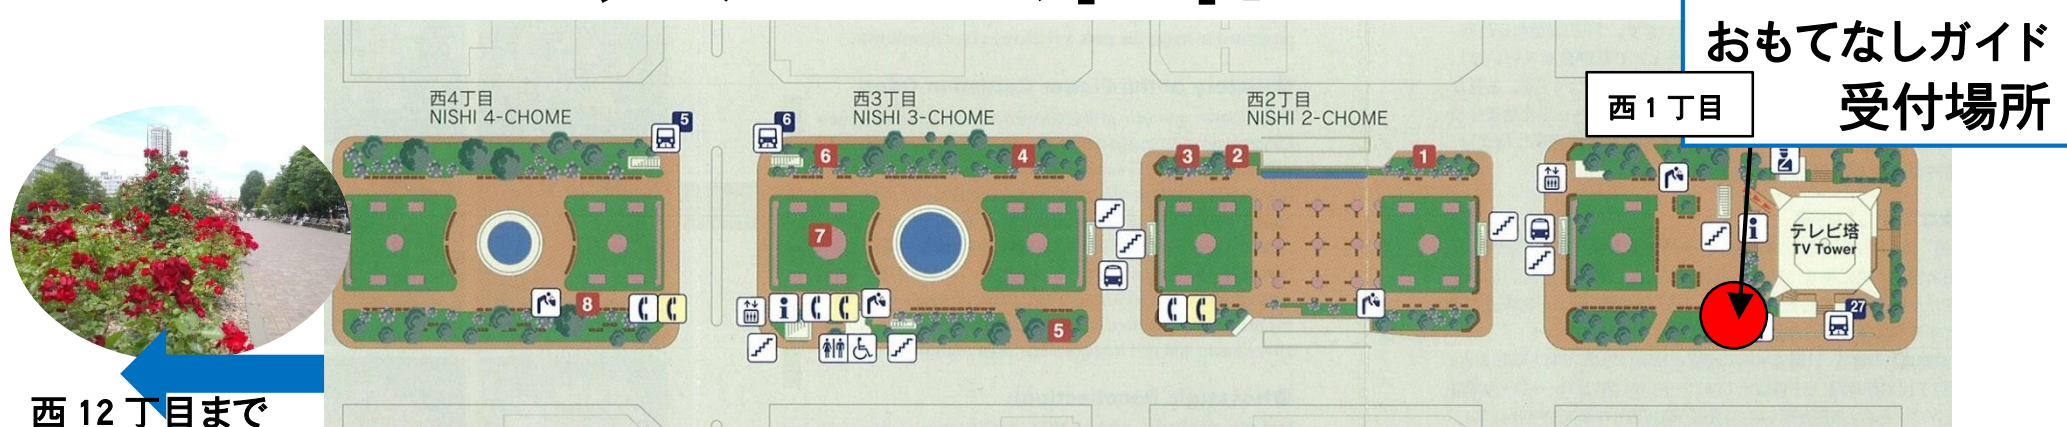 おもてなしガイド
受付場所
西1丁目
西4丁目
NISHI 4-CHOME
西3丁目
NISHI 3-CHOME
西2丁目
NISHI 2-CHOME
5
6
6
4
3
2
1
7
テレビ塔
TV Tower
8
5
27
西12丁目まで